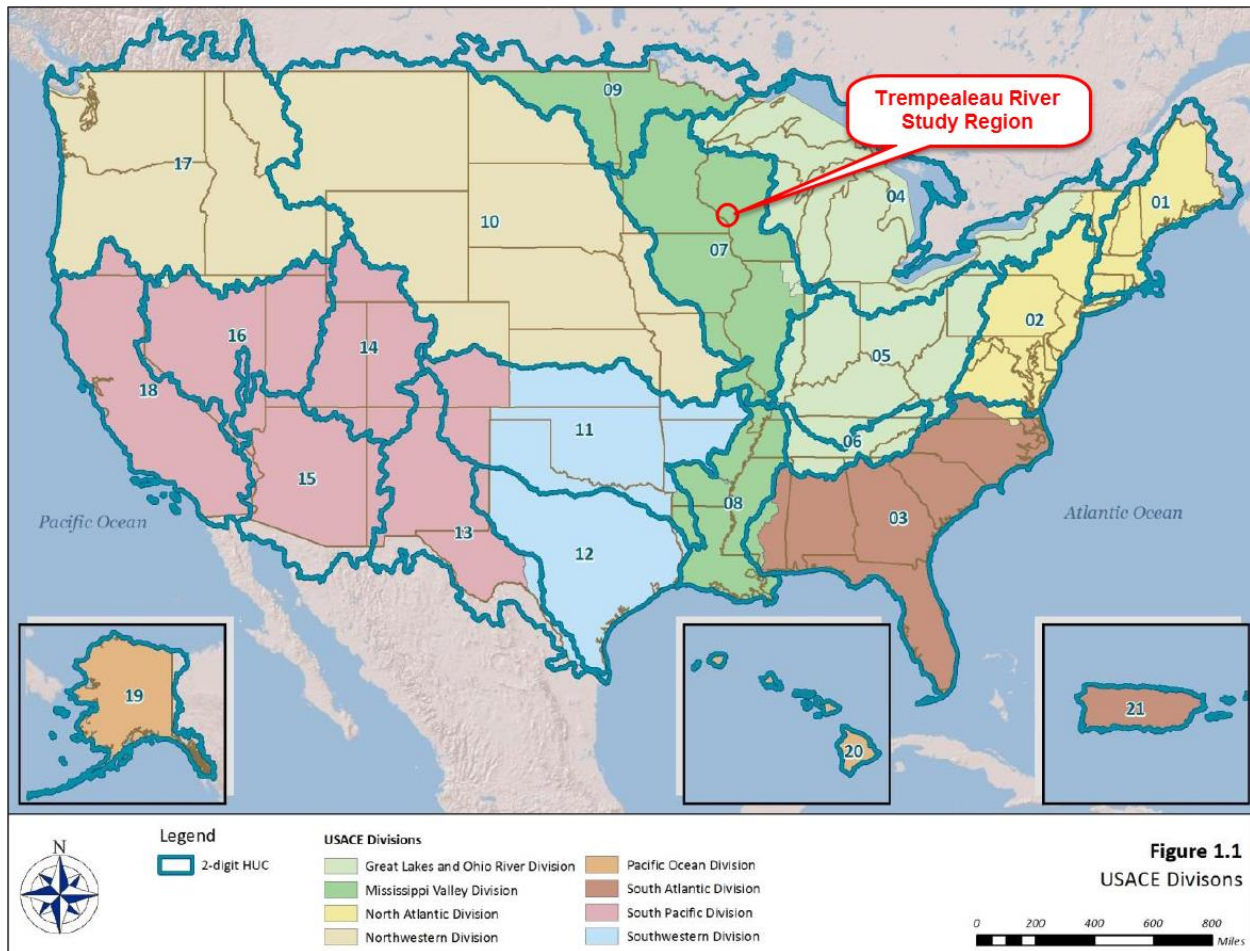 09
Trempealeau River
Study Region
17
01
04
10
07
02
16
14
05
18
11
06
15
08
03
Pacific Ocean
Atlantic Ocean
13
12
19
20
21
N
Legend
2-digit HUC
USACE Divisions
Great Lakes and Ohio River Division
Mississippi Valley Division
North Atlantic Division
Northwestern Division
Pacific Ocean Division
South Atlantic Division
South Pacific Division
Southwestern Division
Figure 1.1
USACE Divisons
0 200 400 600 800
Miles